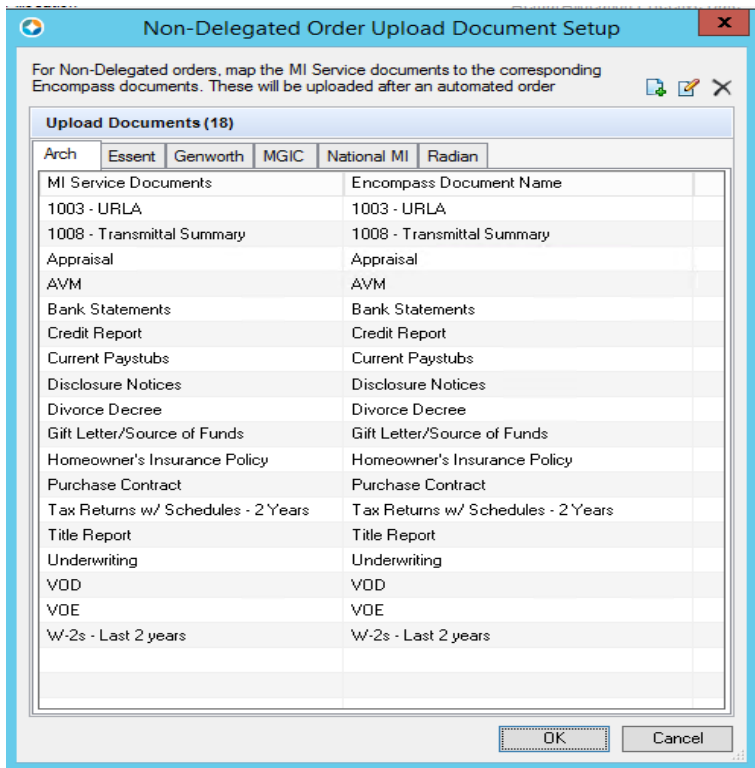 Non-Delegated Order Upload Document Setup
x
For Non-Delegated orders, map the MI Service documents to the corresponding
Encompass documents. These will be uploaded after an automated order
Upload Documents (18)
Arch Essent Genworth MGIC National MI Radian
MI Service Documents Encompass Document Name
1003 - URLA 1003 - URLA
1008 - Transmittal Summary 1008 - Transmittal Summary
Appraisal Appraisal
AVM AVM
Bank Statements Bank Statements
Credit Report Credit Report
Current Paystubs Current Paystubs
Disclosure Notices Disclosure Notices
Divorce Decree Divorce Decree
Gift Letter/Source of Funds Gift Letter/Source of Funds
Homeowner's Insurance Policy Homeowner's Insurance Policy
Purchase Contract Purchase Contract
Tax Returns w/ Schedules - 2 Years Tax Returns w/ Schedules - 2 Years
Title Report Title Report
Underwriting Underwriting
VOD VOD
VOE VOE
W-2s - Last 2 years W-2s - Last 2 years
OK Cancel